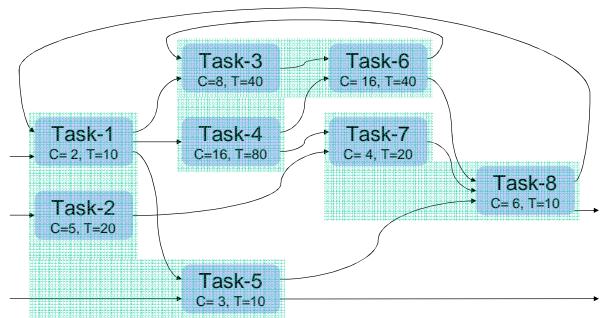 Task-3
C=8, T=40
Task-6
C= 16, T=40
Task-1
C= 2, T=10
Task-4
C=16, T=80
Task-7
C= 4, T=20
Task-8
C= 6, T=10
Task-2
C=5, T=20
Task-5
C= 3, T=10